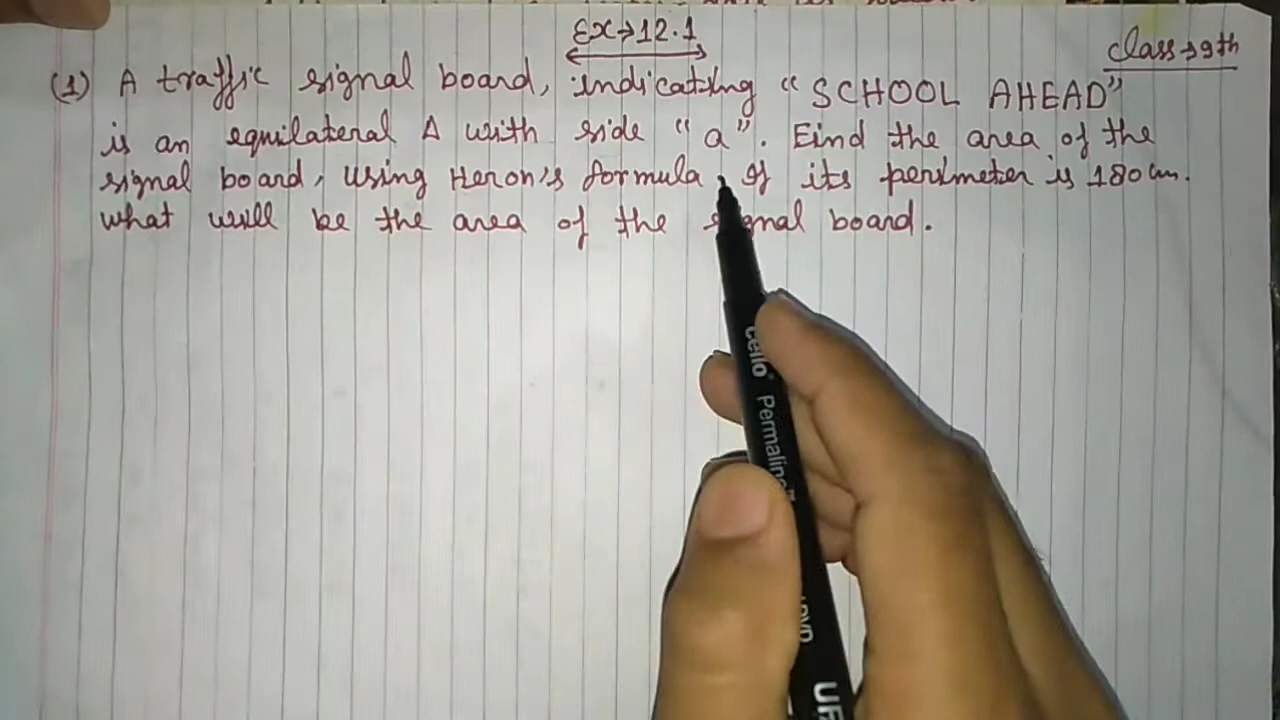 Ex→12.1
Class→9th
(1) A traffic signal board, indicating "SCHOOL AHEAD"
is an equilateral Δ with side "a". Find the area of the
signal board, using Heron's formula. If its perimeter is 180 cm.
what will be the area of the signal board.
cello
Permaline